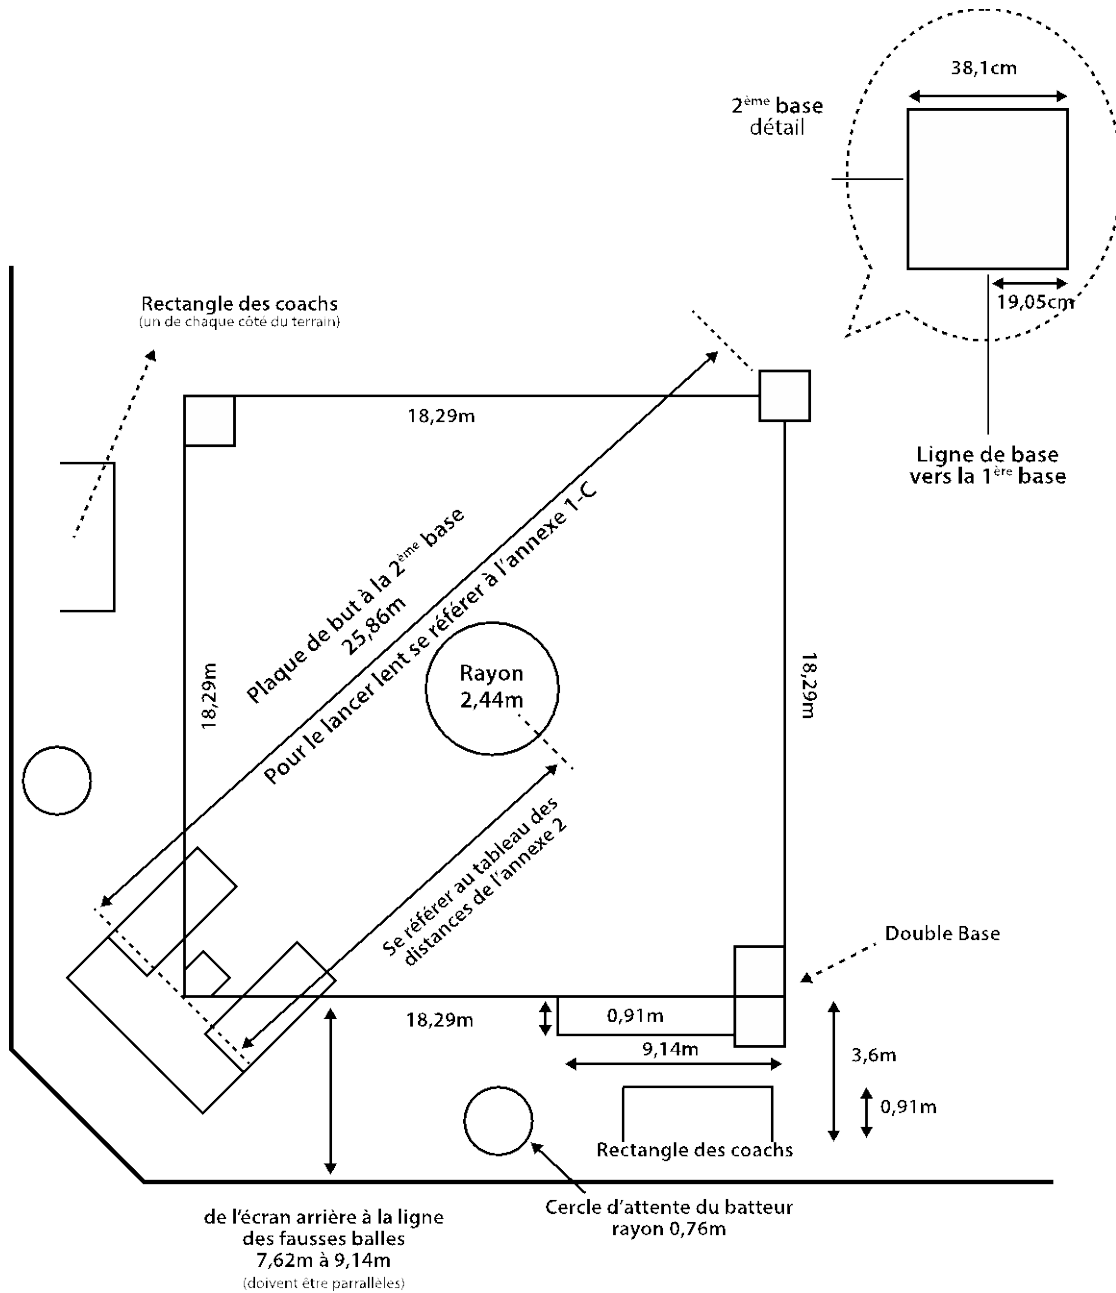 38,1cm
2ème base
détail
19,05cm
Ligne de base
vers la 1ère base
Rectangle des coachs
(un de chaque côté du terrain)
18,29m
Plaque de but à la 2ème base
25,86m
Pour le lancer lent se référer à l'annexe 1-C
Rayon
2,44m
18,29m
18,29m
Se référer au tableau des
distances de l'annexe 2
Double Base
18,29m
0,91m
9,14m
3,6m
0,91m
Rectangle des coachs
Cercle d'attente du batteur
rayon 0,76m
de l'écran arrière à la ligne
des fausses balles
7,62m à 9,14m
(doivent être parrallèles)